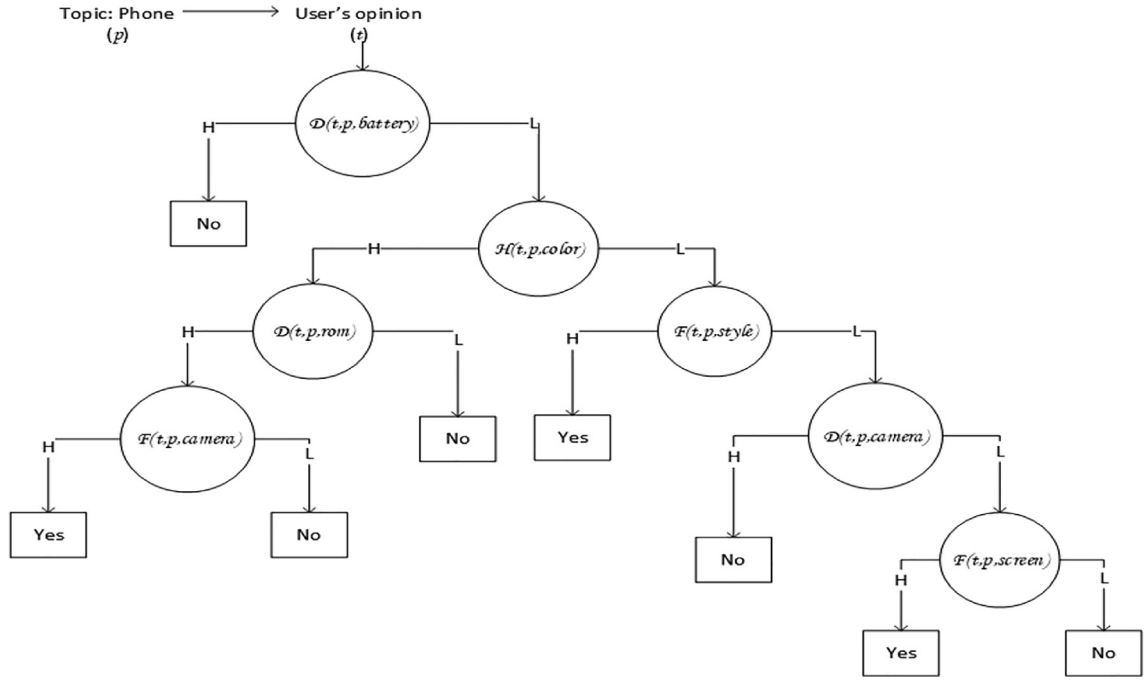 Topic: Phone
(p)
User's opinion
(t)
D(t,p,battery)
H
L
No
H(t,p,color)
H
L
D(t,p,rom)
F(t,p,style)
H
L
H
L
F(t,p,camera)
No
Yes
D(t,p,camera)
H
L
H
L
Yes
No
No
F(t,p,screen)
H
L
Yes
No